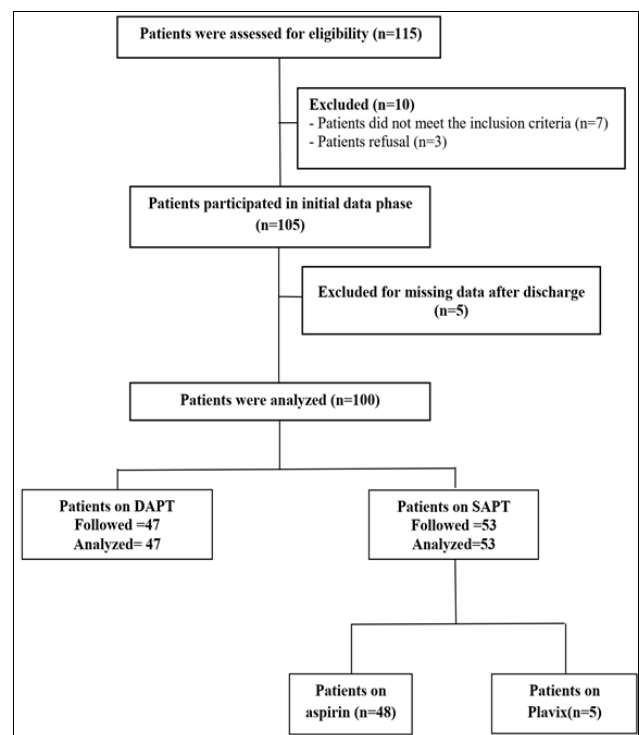 Patients were assessed for eligibility (n=115)
Excluded (n=10)
- Patients did not meet the inclusion criteria (n=7)
- Patients refusal (n=3)
Patients participated in initial data phase
(n=105)
Excluded for missing data after discharge
(n=5)
Patients were analyzed (n=100)
Patients on DAPT
Followed =47
Analyzed= 47
Patients on SAPT
Followed =53
Analyzed=53
Patients on
aspirin (n=48)
Patients on
Plavix(n=5)